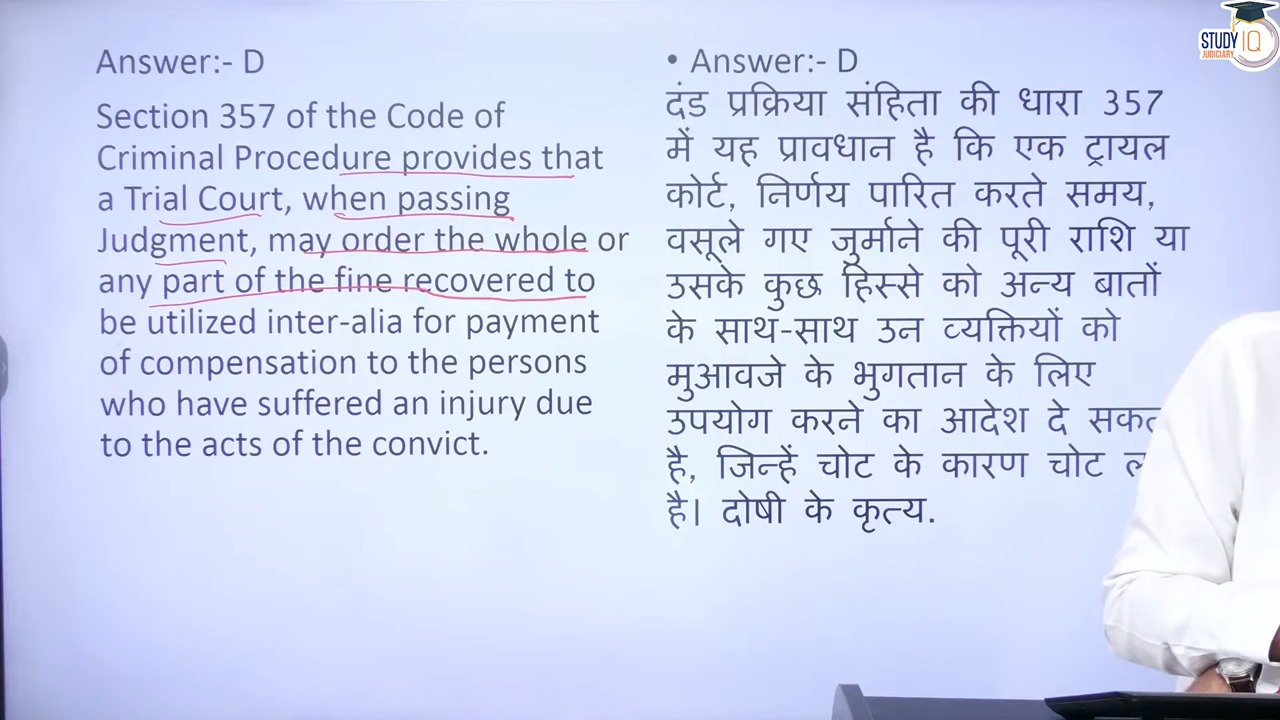 STUDY IQ
JUDICIARY
Answer:- D
Section 357 of the Code of
Criminal Procedure provides that
a Trial Court, when passing
Judgment, may order the whole or
any part of the fine recovered to
be utilized inter-alia for payment
of compensation to the persons
who have suffered an injury due
to the acts of the convict.
• Answer:- D
दंड प्रक्रिया संहिता की धारा 357
में यह प्रावधान है कि एक ट्रायल
कोर्ट, निर्णय पारित करते समय,
वसूले गए जुर्माने की पूरी राशि या
उसके कुछ हिस्से को अन्य बातों
के साथ-साथ उन व्यक्तियों को
मुआवजे के भुगतान के लिए
उपयोग करने का आदेश दे
है, जिन्हें चोट के कारण चोट
है। दोषी के कृत्य.